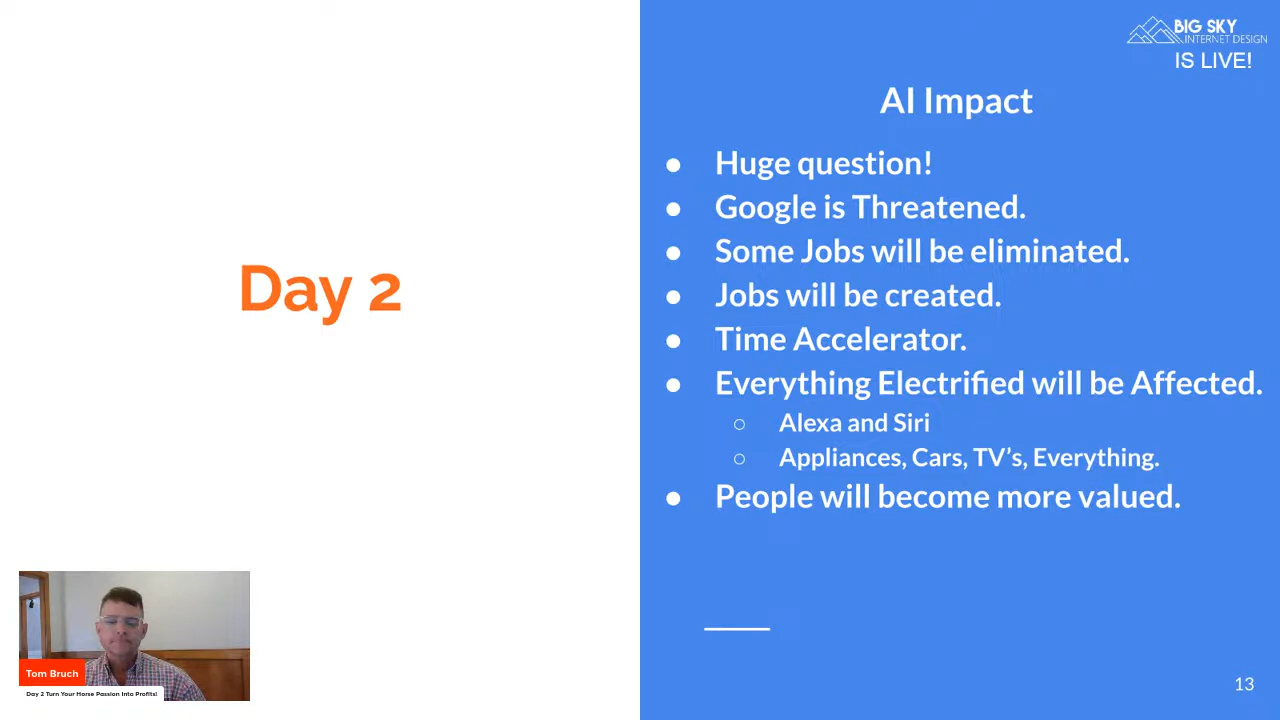 BIG SKY
INTERNET DESIGN
IS LIVE!
Day 2
AI Impact
● Huge question!
● Google is Threatened.
● Some Jobs will be eliminated.
● Jobs will be created.
● Time Accelerator.
● Everything Electrified will be Affected.
○ Alexa and Siri
○ Appliances, Cars, TV’s, Everything.
● People will become more valued.
Tom Bruch
Day 2 Turn Your Horse Passion Into Profits!
13